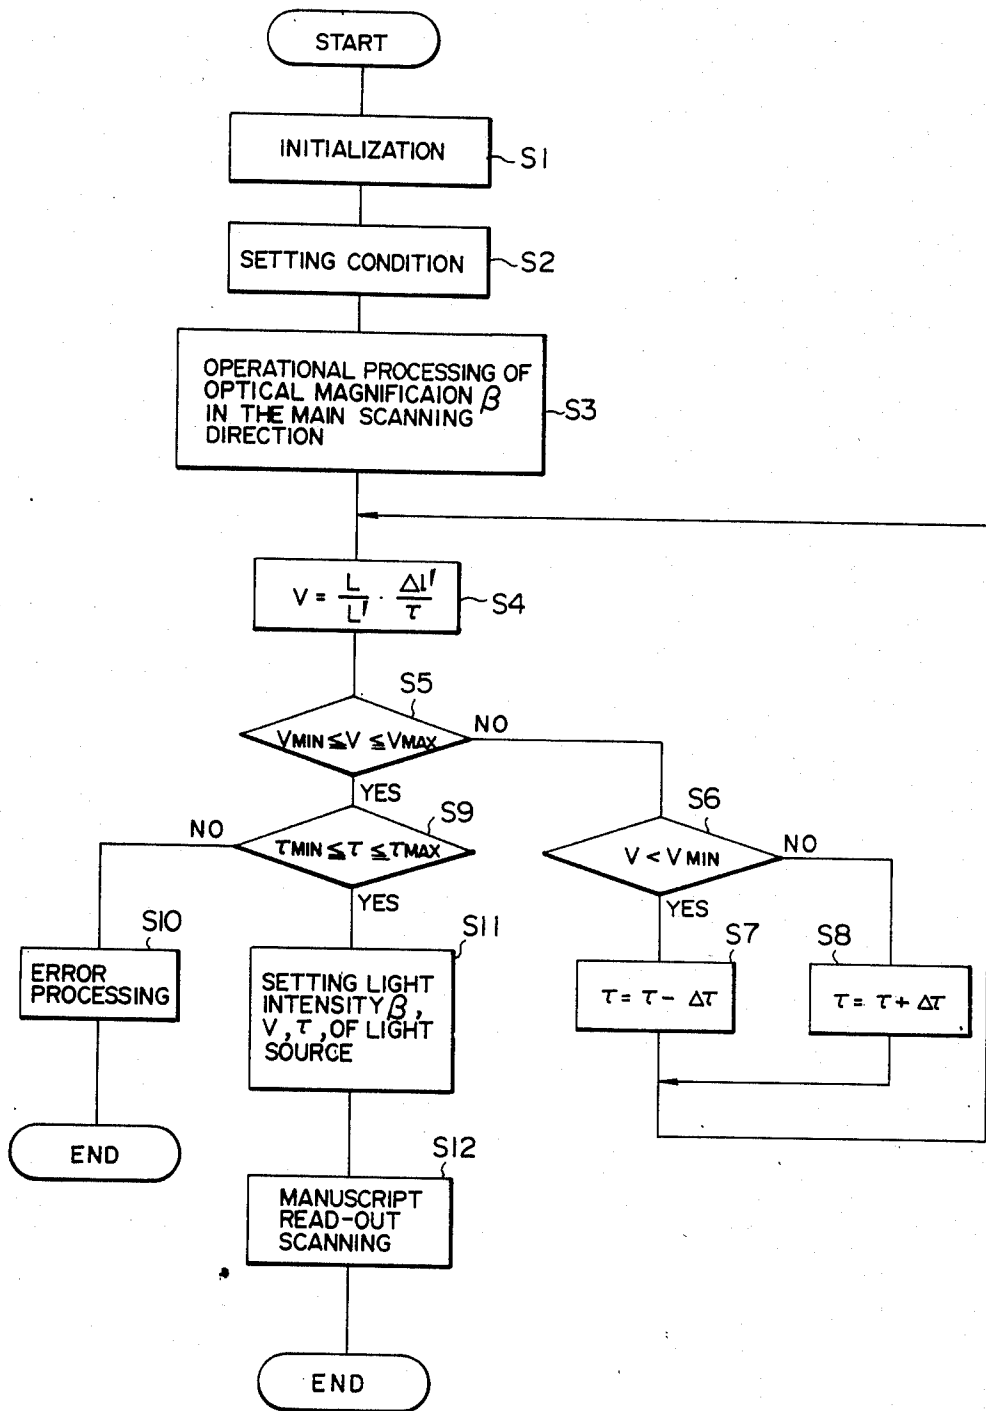 START
INITIALIZATION
S1
SETTING CONDITION
S2
OPERATIONAL PROCESSING OF
OPTICAL MAGNIFICAION β
IN THE MAIN SCANNING
DIRECTION
S3
V = L/L' · Δl'/τ
S4
S5
VMIN ≦ V ≦ VMAX
NO
YES
S6
V < VMIN
NO
YES
S9
NO
τMIN ≦ τ ≦ τMAX
YES
S7
τ = τ - Δτ
S8
τ = τ + Δτ
S10
ERROR
PROCESSING
END
S11
SETTING LIGHT
INTENSITY β,
V, τ, OF LIGHT
SOURCE
S12
MANUSCRIPT
READ-OUT
SCANNING
END